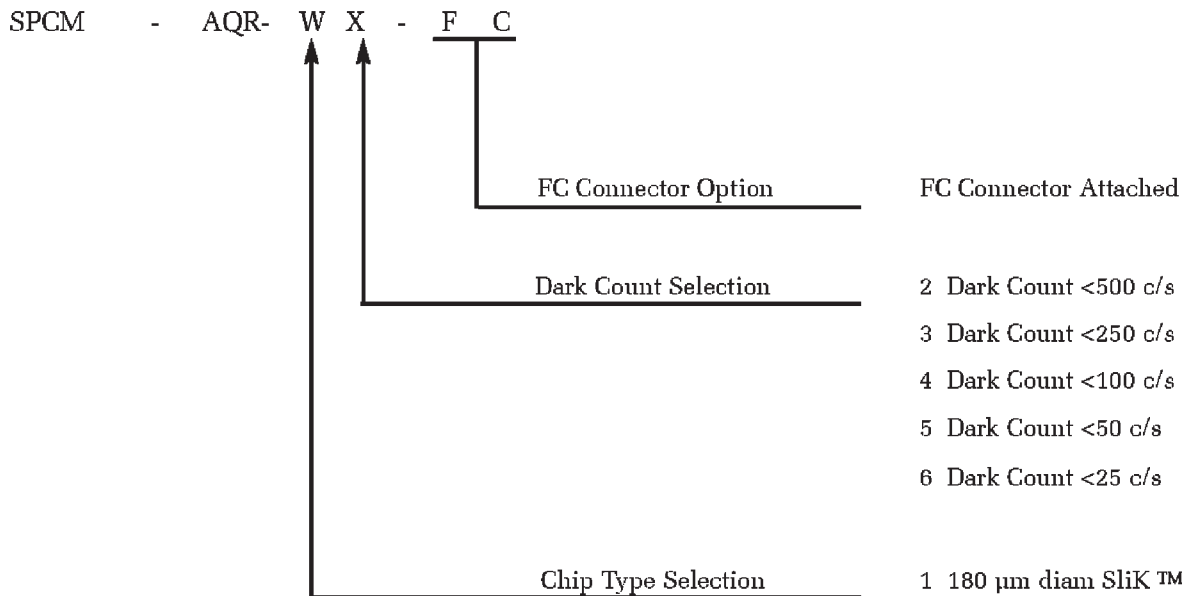 SPCM - AQR- W X - F C
FC Connector Option FC Connector Attached
Dark Count Selection 2 Dark Count <500 c/s
3 Dark Count <250 c/s
4 Dark Count <100 c/s
5 Dark Count <50 c/s
6 Dark Count <25 c/s
Chip Type Selection 1 180 µm diam SliK ™